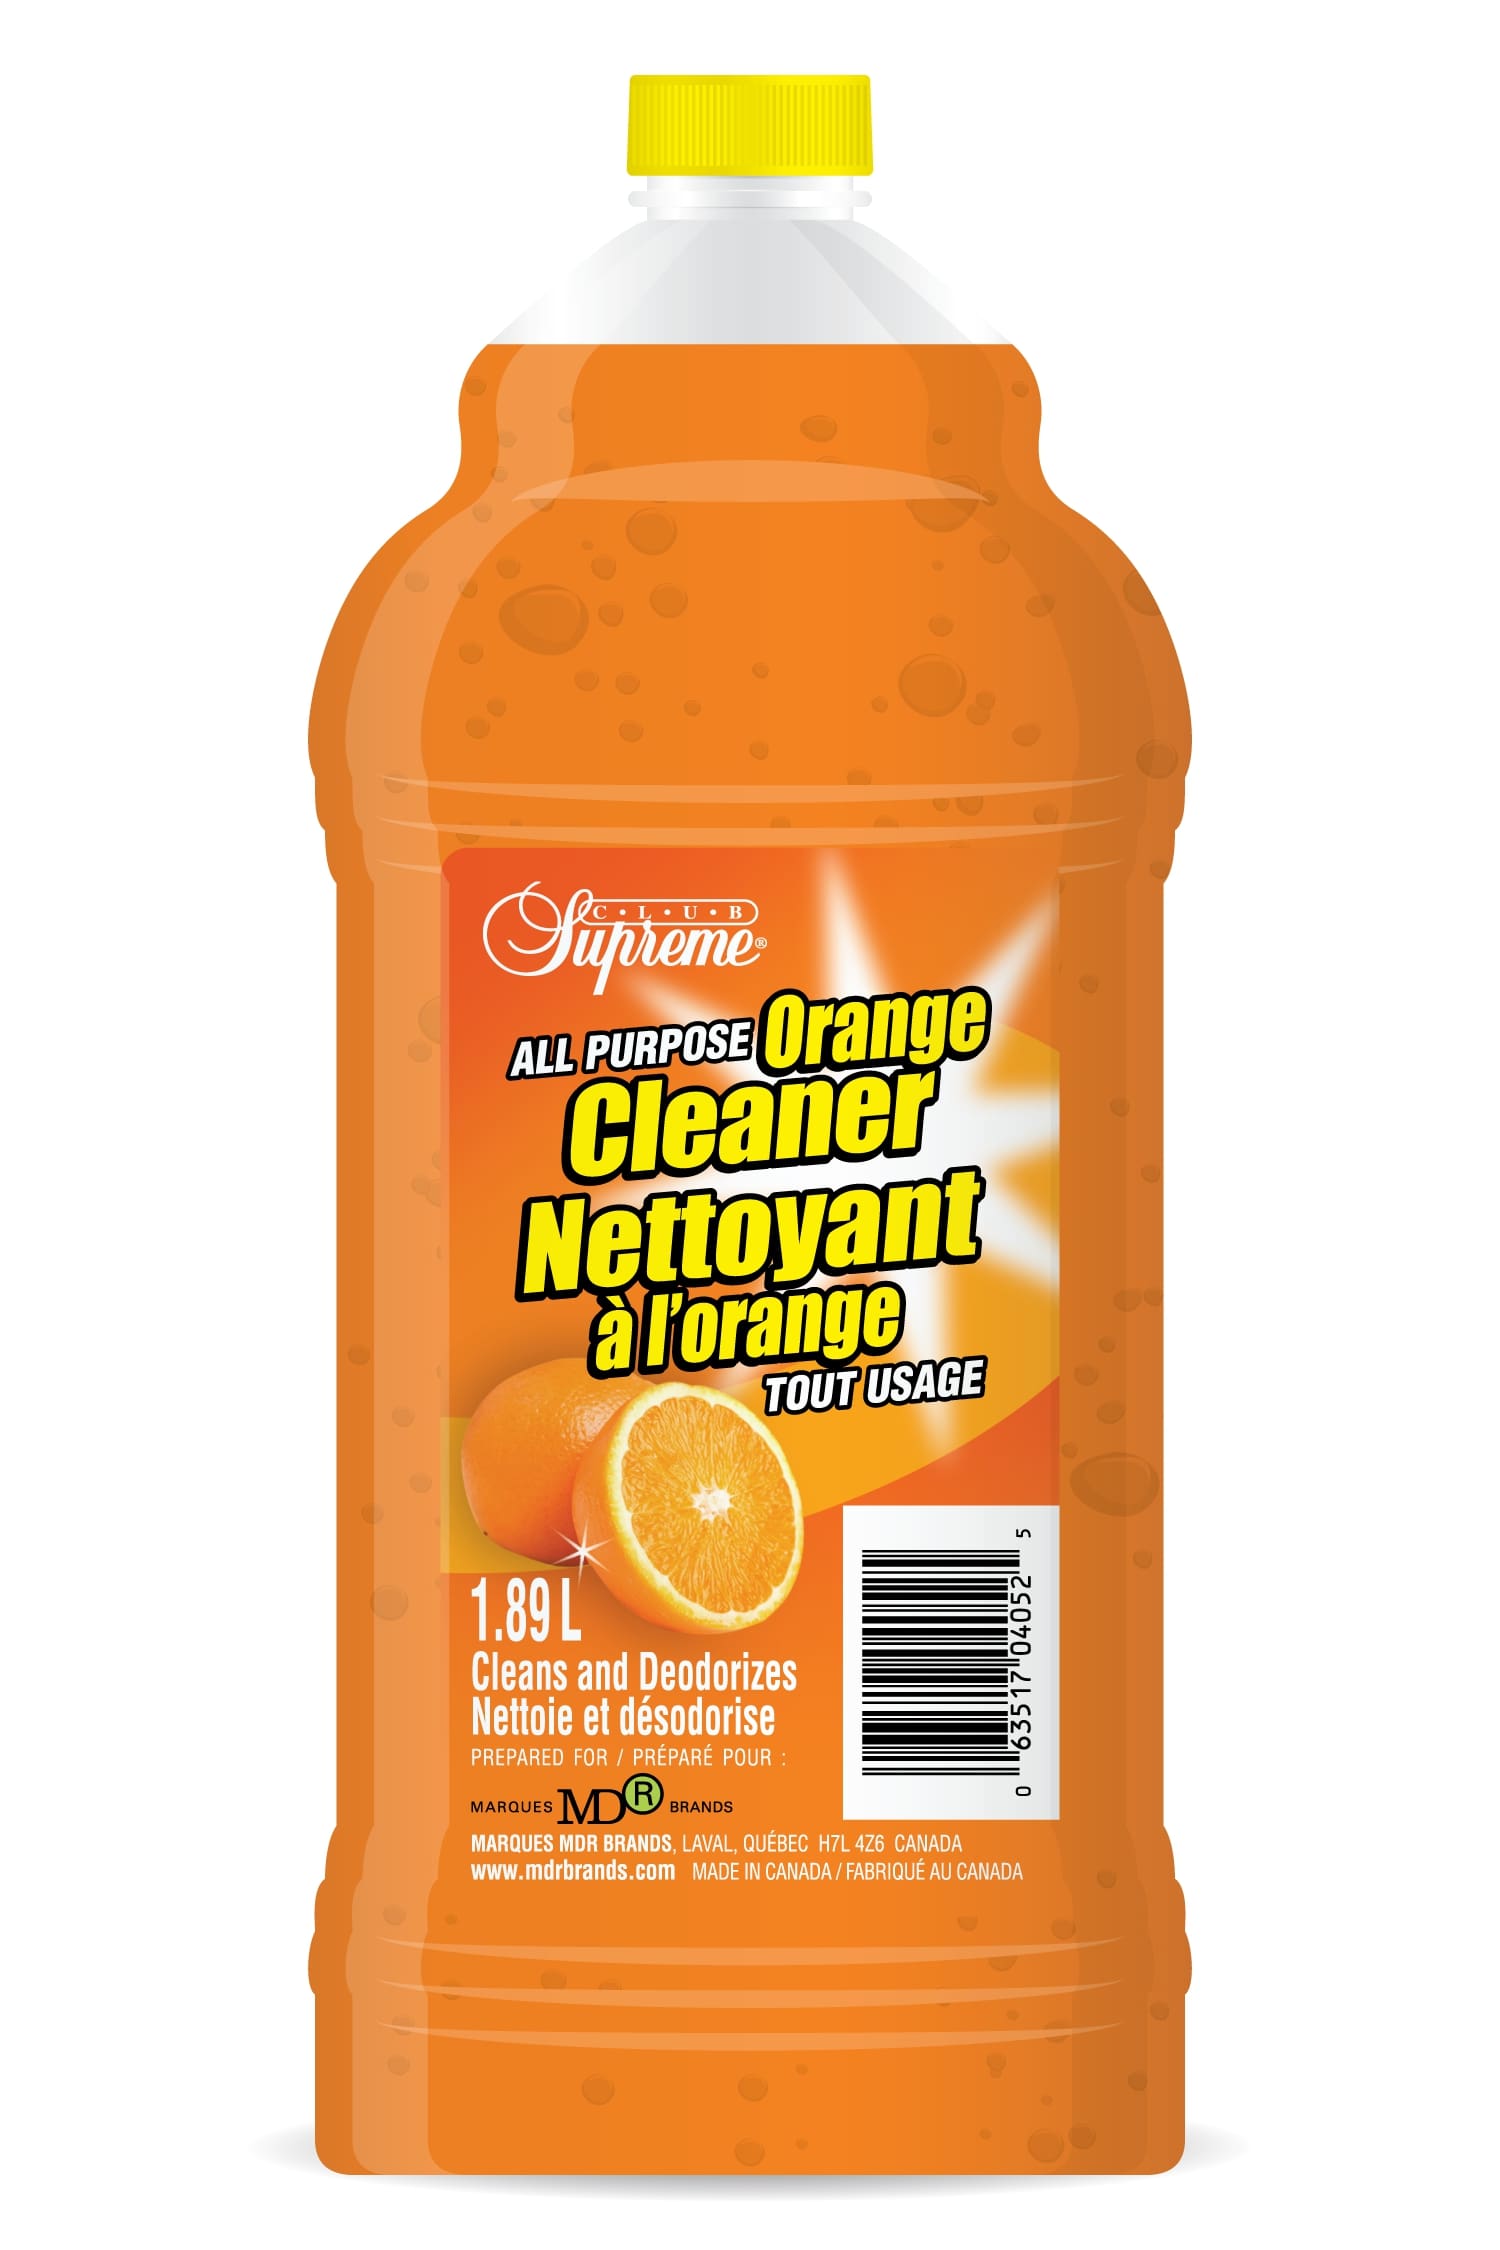 C • L • U • B
Supreme®
ALL PURPOSE Orange
Cleaner
Nettoyant
à l'orange
TOUT USAGE
1.89 L
Cleans and Deodorizes
Nettoie et désodorise
PREPARED FOR / PRÉPARÉ POUR :
MARQUES MDR BRANDS
MARQUES MDR BRANDS, LAVAL, QUÉBEC H7L 4Z6 CANADA
www.mdrbrands.com MADE IN CANADA / FABRIQUÉ AU CANADA
0 63517 04052 5